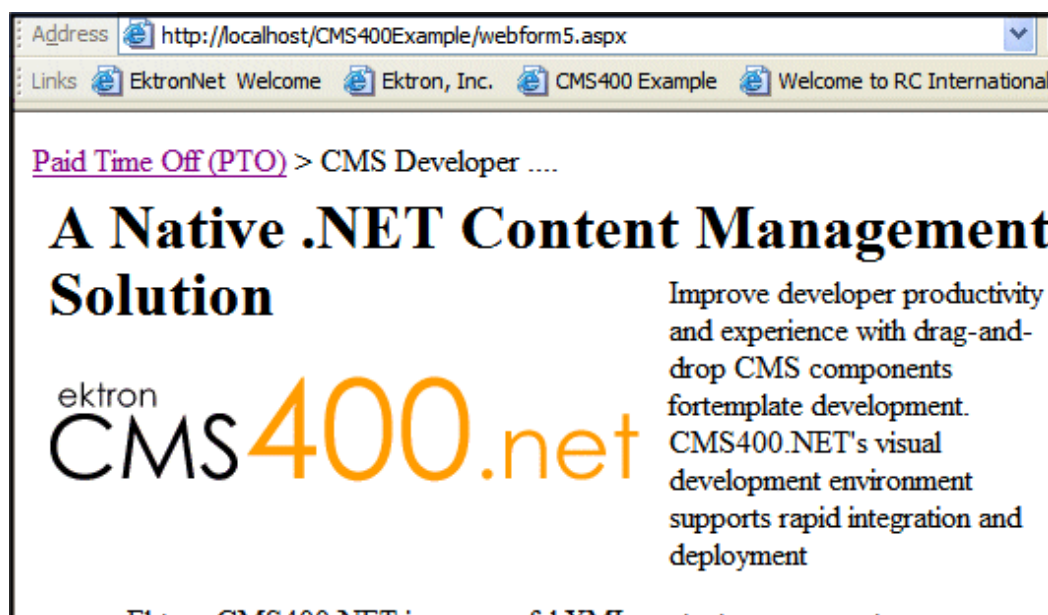 Address http://localhost/CMS400Example/webform5.aspx
Links EktronNet Welcome Ektron, Inc. CMS400 Example Welcome to RC International
Paid Time Off (PTO) > CMS Developer ....
A Native .NET Content Management
Solution
Improve developer productivity
and experience with drag-and-
drop CMS components
fortemplate development.
CMS400.NET's visual
development environment
supports rapid integration and
deployment
ektron
CMS400.net